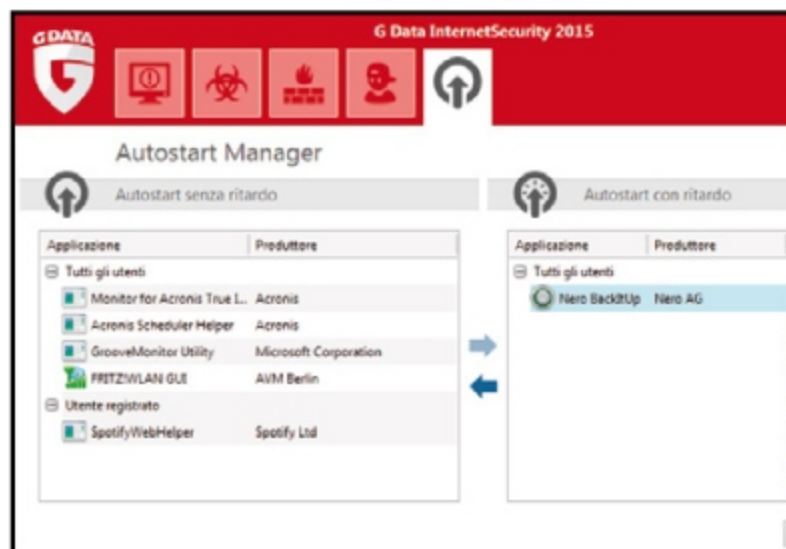 G DATA
G Data InternetSecurity 2015
Autostart Manager
Autostart senza ritardo
Applicazione Produttore
Tutti gli utenti
Monitor for Acronis True I... Acronis
Acronis Scheduler Helper Acronis
GrooveMonitor Utility Microsoft Corporation
FRITZ!WLAN GUI AVM Berlin
Utente registrato
SpotifyWebHelper Spotify Ltd
Autostart con ritardo
Applicazione Produttore
Tutti gli utenti
Nero BackItUp Nero AG